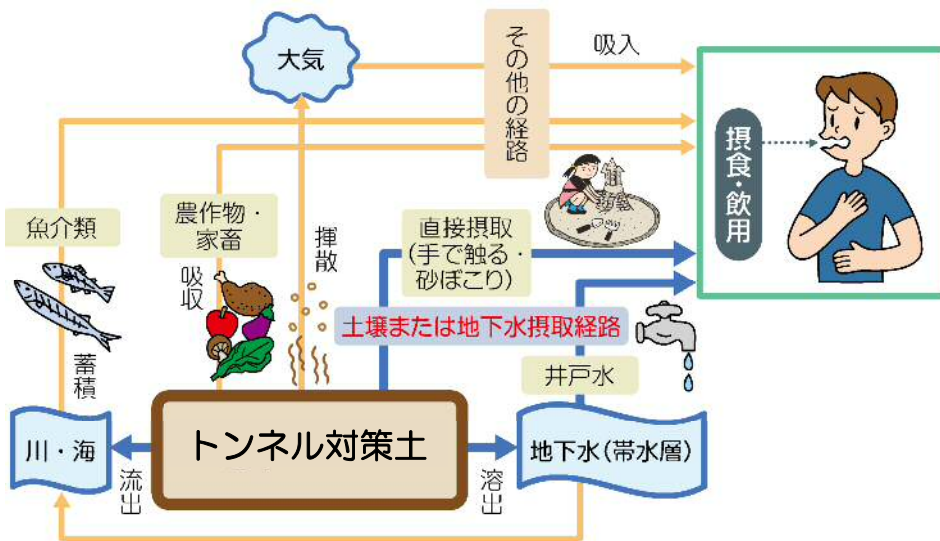 大気
その他の経路
吸入
摂食・飲用
魚介類
農作物・
家畜
吸収
揮散
直接摂取
(手で触る・
砂ぼこり)
土壌または地下水摂取経路
井戸水
蓄積
川・海
トンネル対策土
地下水(帯水層)
流出
溶出